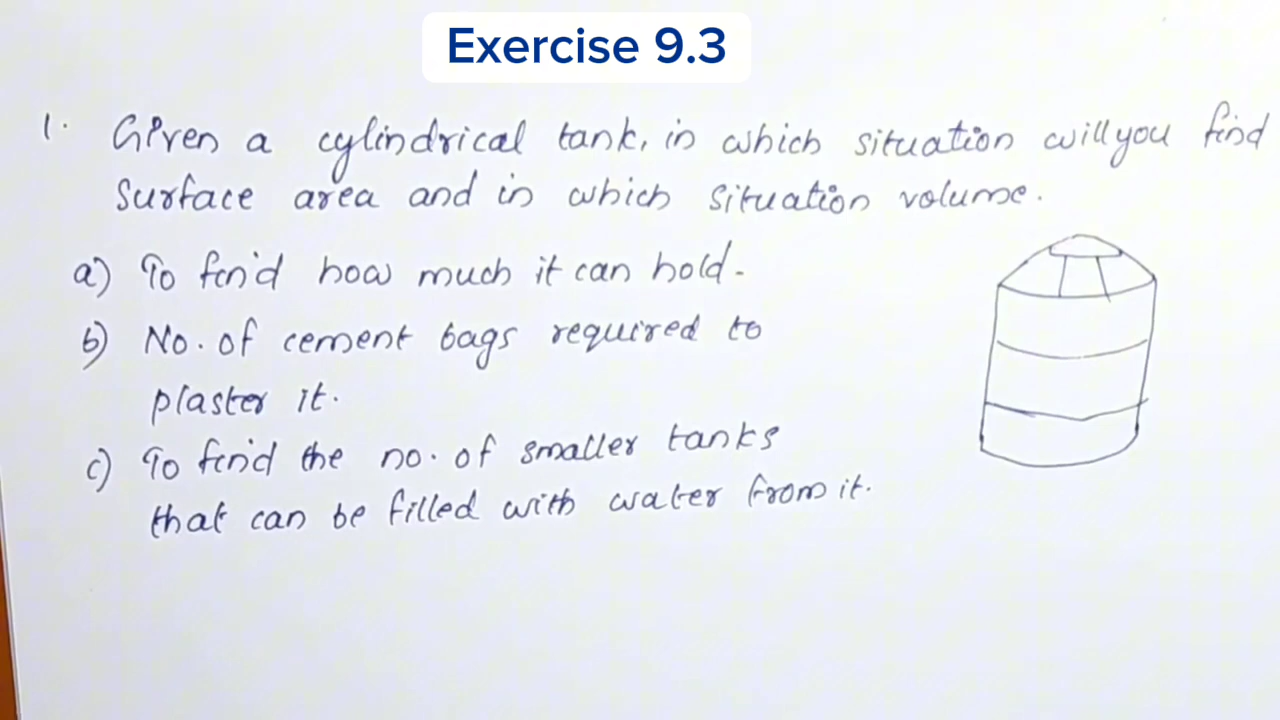 Exercise 9.3
1. Given a cylindrical tank, in which situation will you find
Surface area and in which situation volume.
a) To find how much it can hold.
b) No. of cement bags required to
plaster it.
c) To find the no. of smaller tanks
that can be filled with water from it.